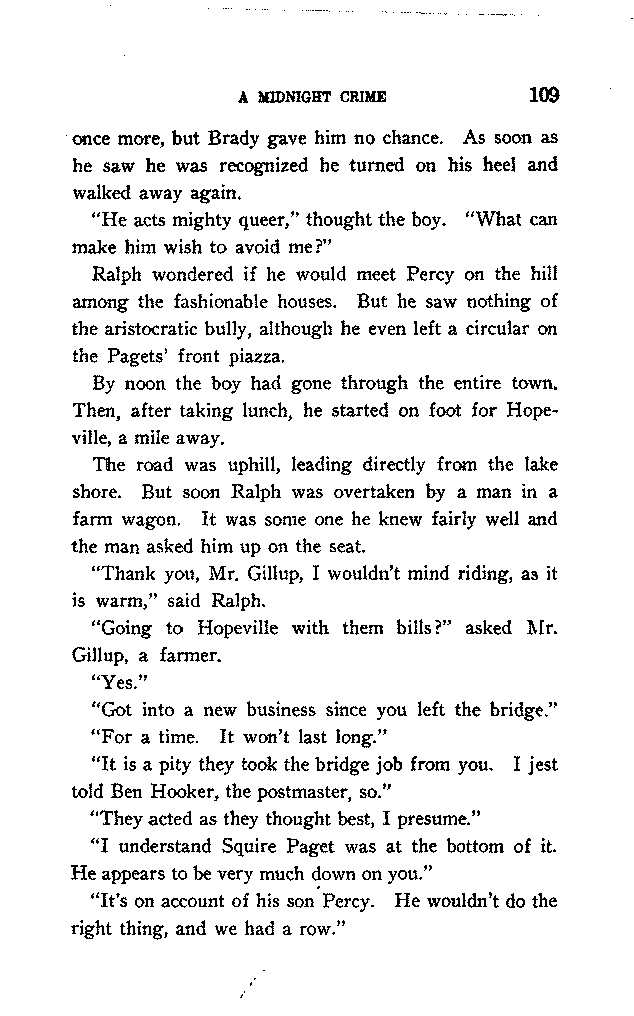 A MIDNIGHT CRIME 109
once more, but Brady gave him no chance. As soon as
he saw he was recognized he turned on his heel and
walked away again.
"He acts mighty queer," thought the boy. "What can
make him wish to avoid me?"
Ralph wondered if he would meet Percy on the hill
among the fashionable houses. But he saw nothing of
the aristocratic bully, although he even left a circular on
the Pagets' front piazza.
By noon the boy had gone through the entire town.
Then, after taking lunch, he started on foot for Hope-
ville, a mile away.
The road was uphill, leading directly from the lake
shore. But soon Ralph was overtaken by a man in a
farm wagon. It was some one he knew fairly well and
the man asked him up on the seat.
"Thank you, Mr. Gillup, I wouldn't mind riding, as it
is warm," said Ralph.
"Going to Hopeville with them bills?" asked Mr.
Gillup, a farmer.
"Yes."
"Got into a new business since you left the bridge."
"For a time. It won't last long."
"It is a pity they took the bridge job from you. I jest
told Ben Hooker, the postmaster, so."
"They acted as they thought best, I presume."
"I understand Squire Paget was at the bottom of it.
He appears to be very much down on you."
"It's on account of his son Percy. He wouldn't do the
right thing, and we had a row."